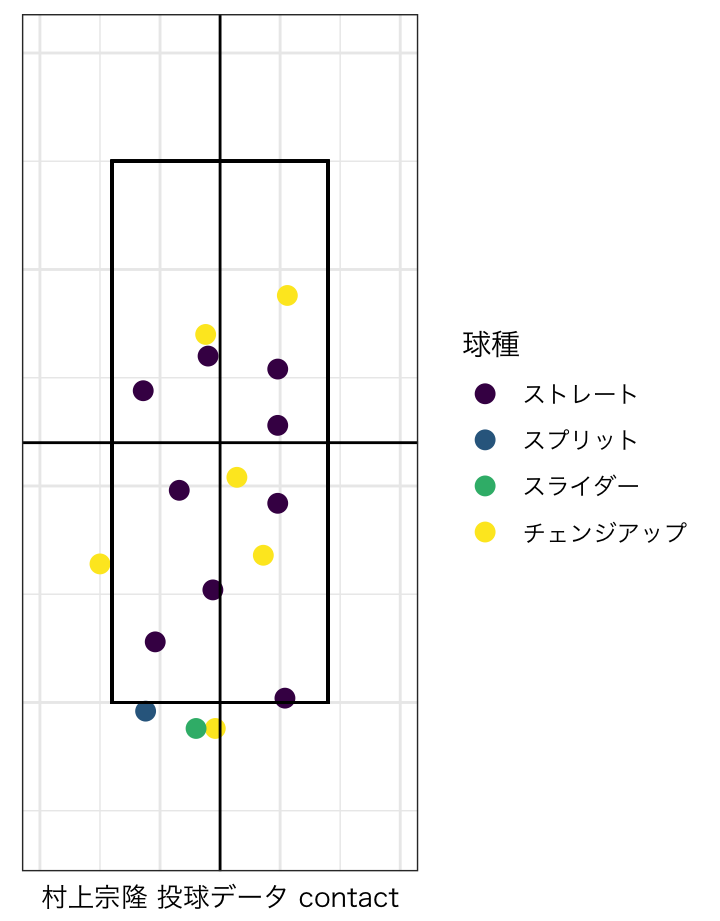 球種
ストレート
スプリット
スライダー
チェンジアップ
村上宗隆 投球データ contact